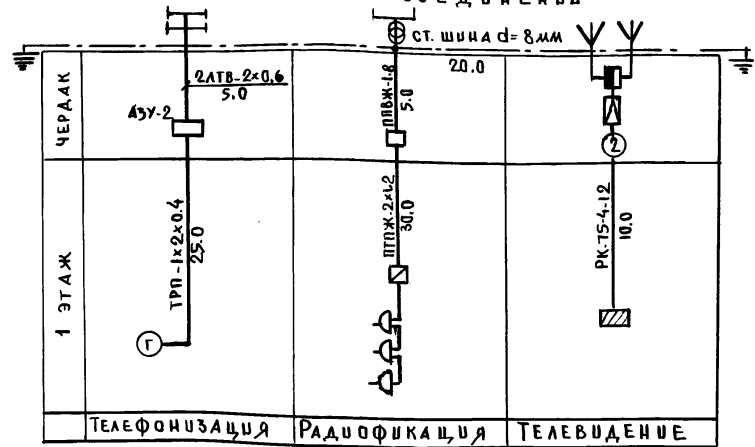 СОЕДИНЕНИЙ
СТ. ШИНА d= 8ММ
20.0
2ЛТВ-2×0,6
5.0
АЗУ-2
ППВЖ-1.8
5.0
2
ЧЕРДАК
ТРП-1×2×0.4
25.0
ПТПЖ-2×1.2
30.0
РК-75-4-12
10.0
1 ЭТАЖ
Г
ТЕЛЕФОНИЗАЦИЯ
РАДИОФИКАЦИЯ
ТЕЛЕВИДЕНИЕ